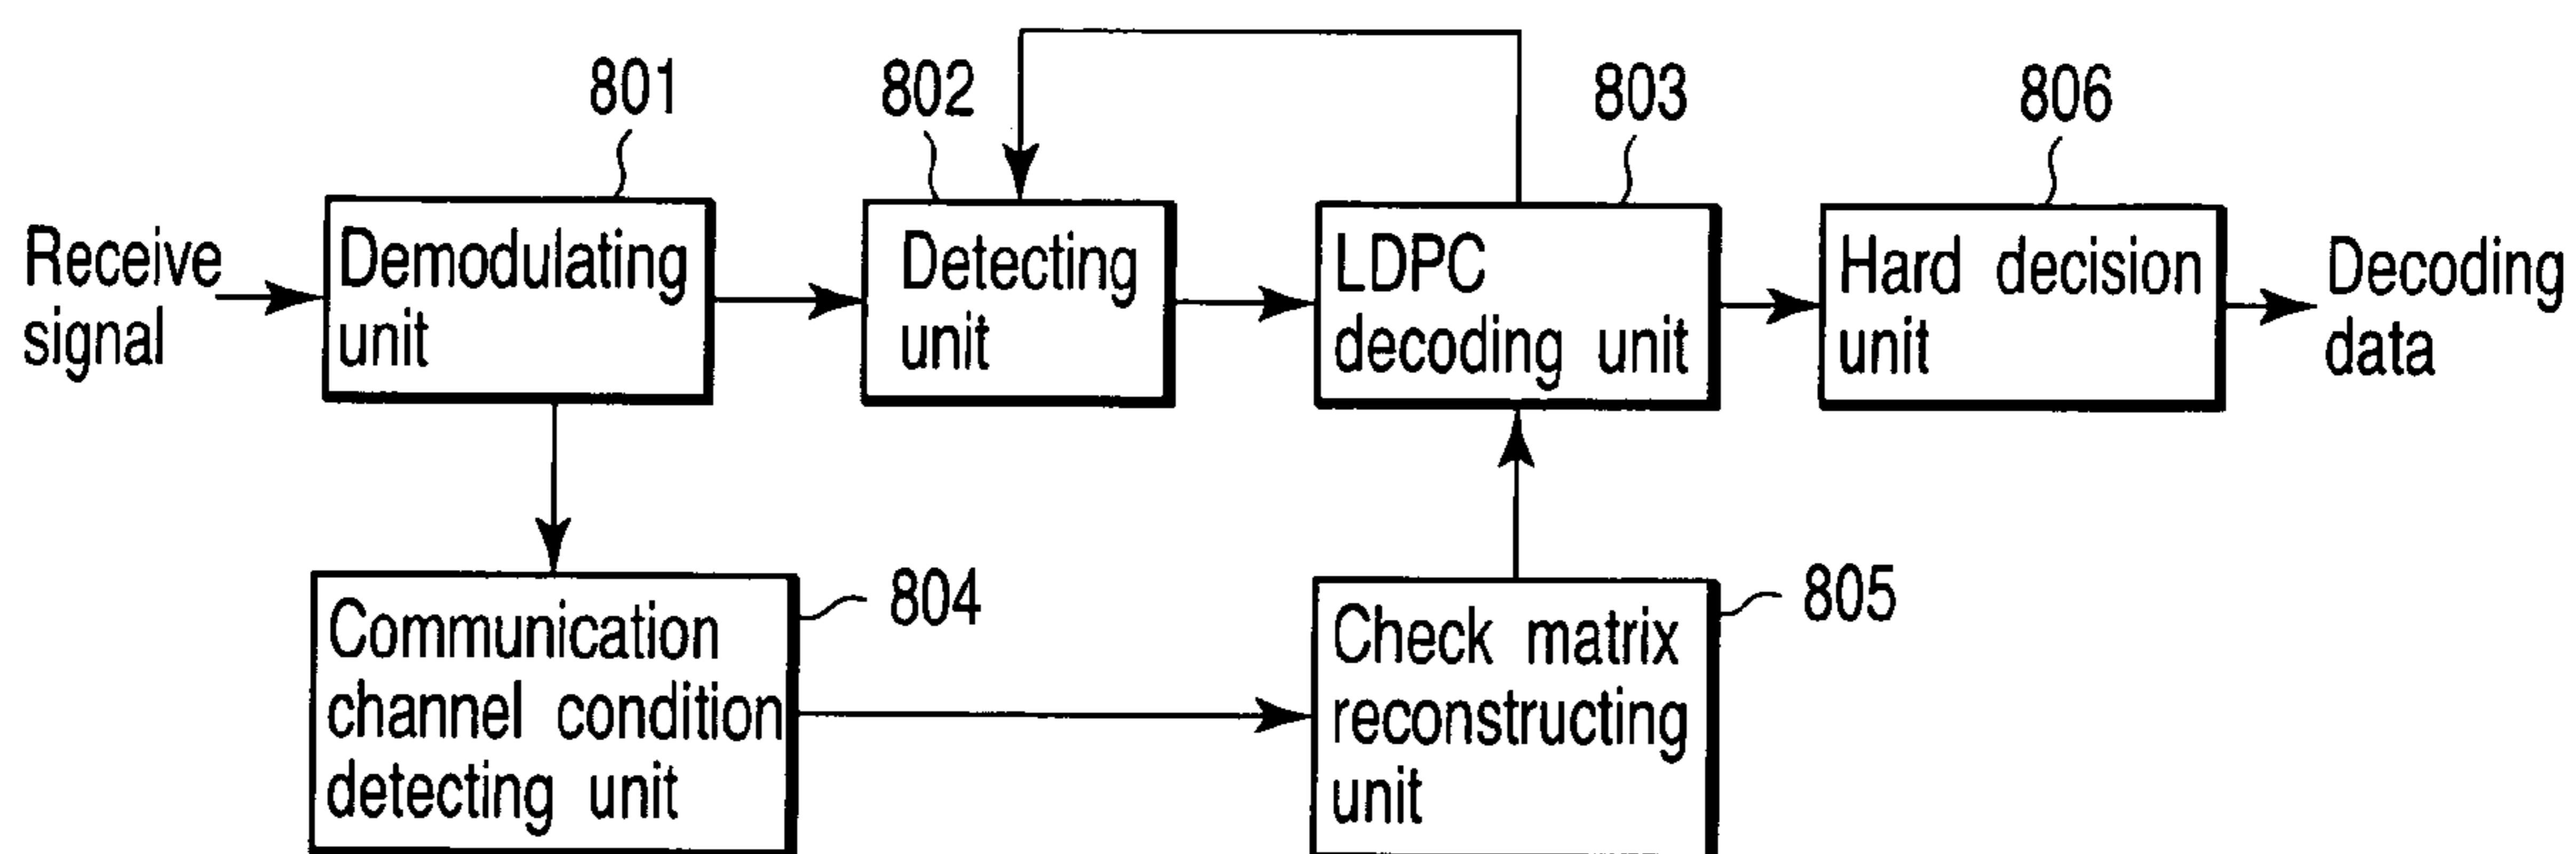 801
802
803
806
Receive
signal
Demodulating
unit
Detecting
unit
LDPC
decoding unit
Hard decision
unit
Decoding
data
Communication
channel condition
detecting unit
804
Check matrix
reconstructing
unit
805